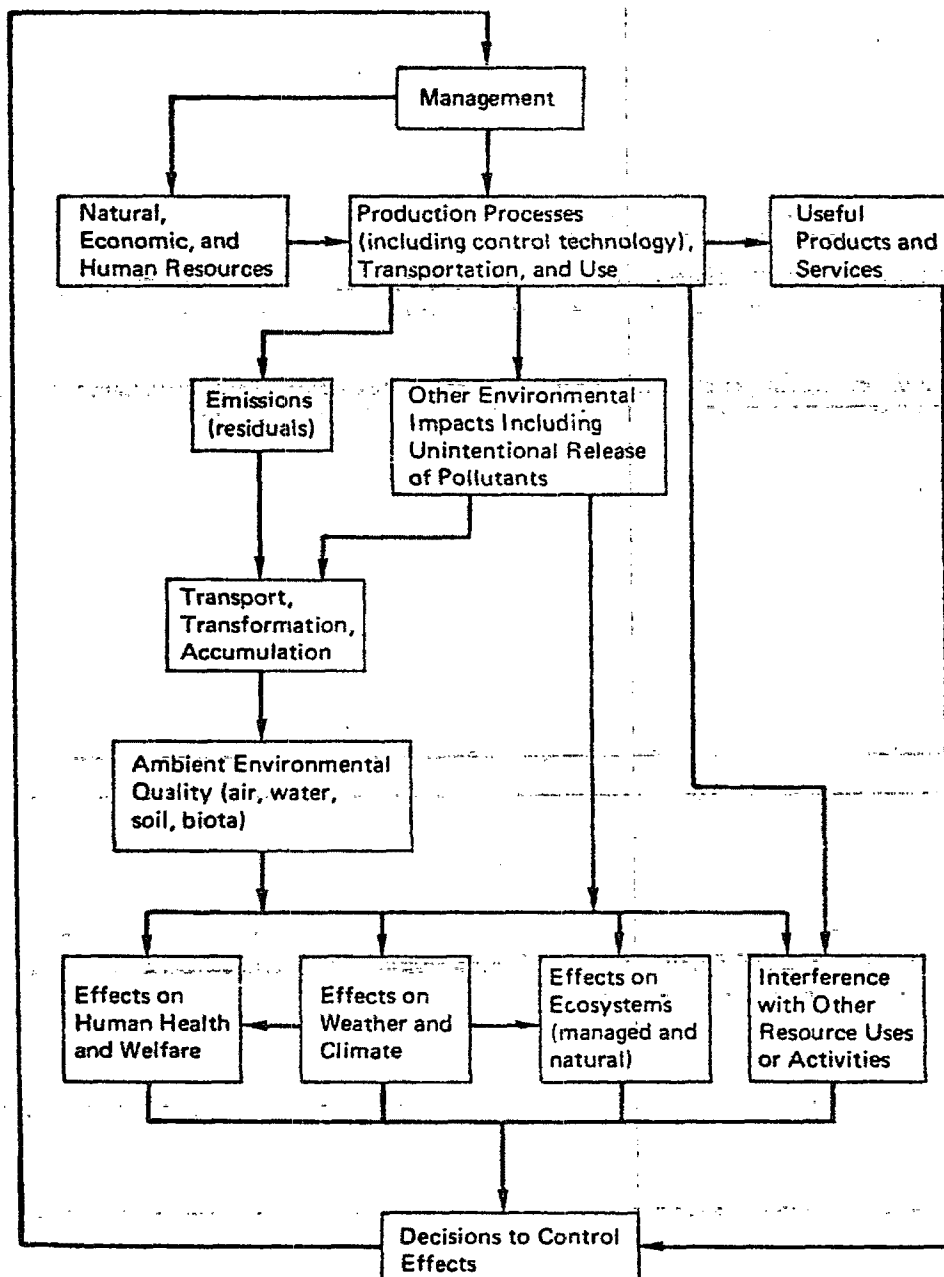 Management
Natural,
Economic, and
Human Resources
Production Processes
(including control technology),
Transportation, and Use
Useful
Products and
Services
Emissions
(residuals)
Other Environmental
Impacts Including
Unintentional Release
of Pollutants
Transport,
Transformation,
Accumulation
Ambient Environmental
Quality (air, water,
soil, biota)
Effects on
Human Health
and Welfare
Effects on
Weather and
Climate
Effects on
Ecosystems
(managed and
natural)
Interference
with Other
Resource Uses
or Activities
Decisions to Control
Effects